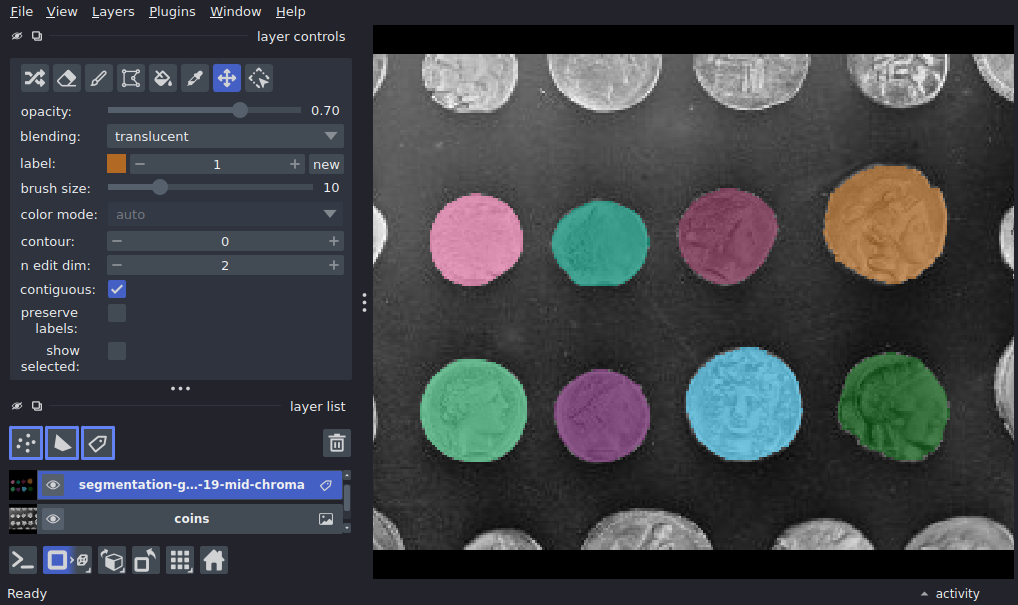 File View Layers Plugins Window Help
layer controls
opacity: 0.70
blending: translucent
label: 1 new
brush size: 10
color mode: auto
contour: 0
n edit dim: 2
contiguous:
preserve
labels:
show
selected:
layer list
segmentation-g...-19-mid-chroma
coins
Ready activity